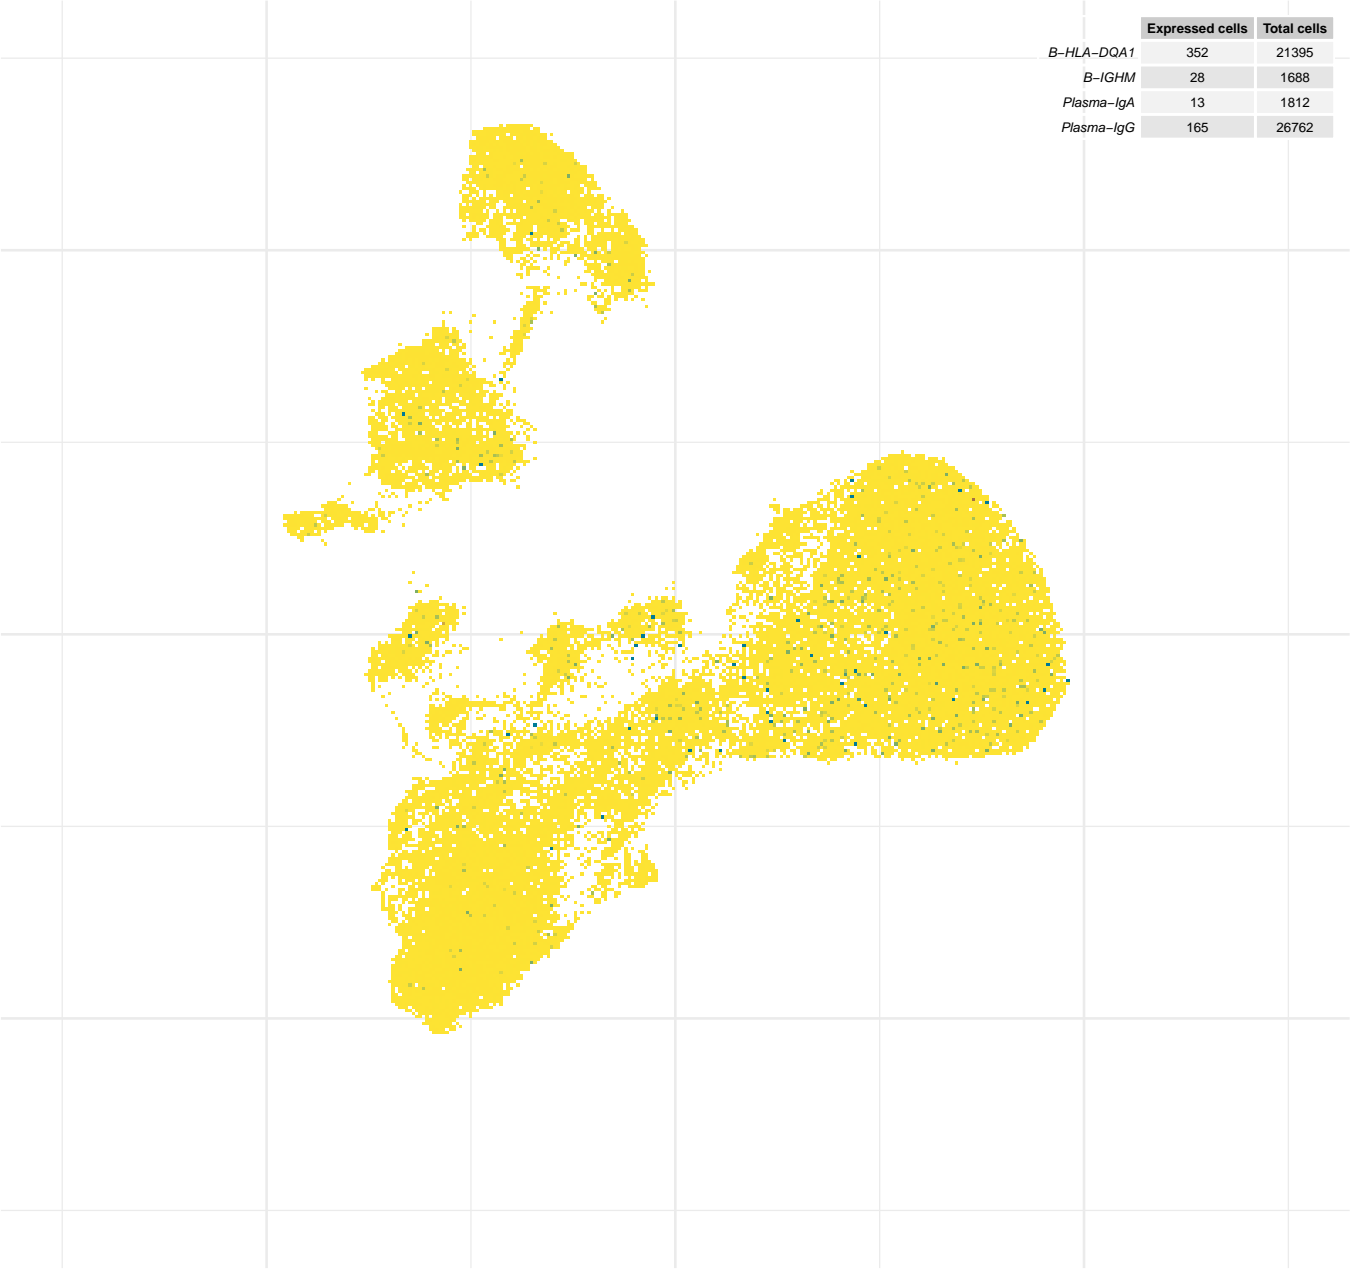 Expressed cells Total cells
B−HLA−DQA1 352 21395
B−IGHM 28 1688
Plasma−IgA 13 1812
Plasma−IgG 165 26762